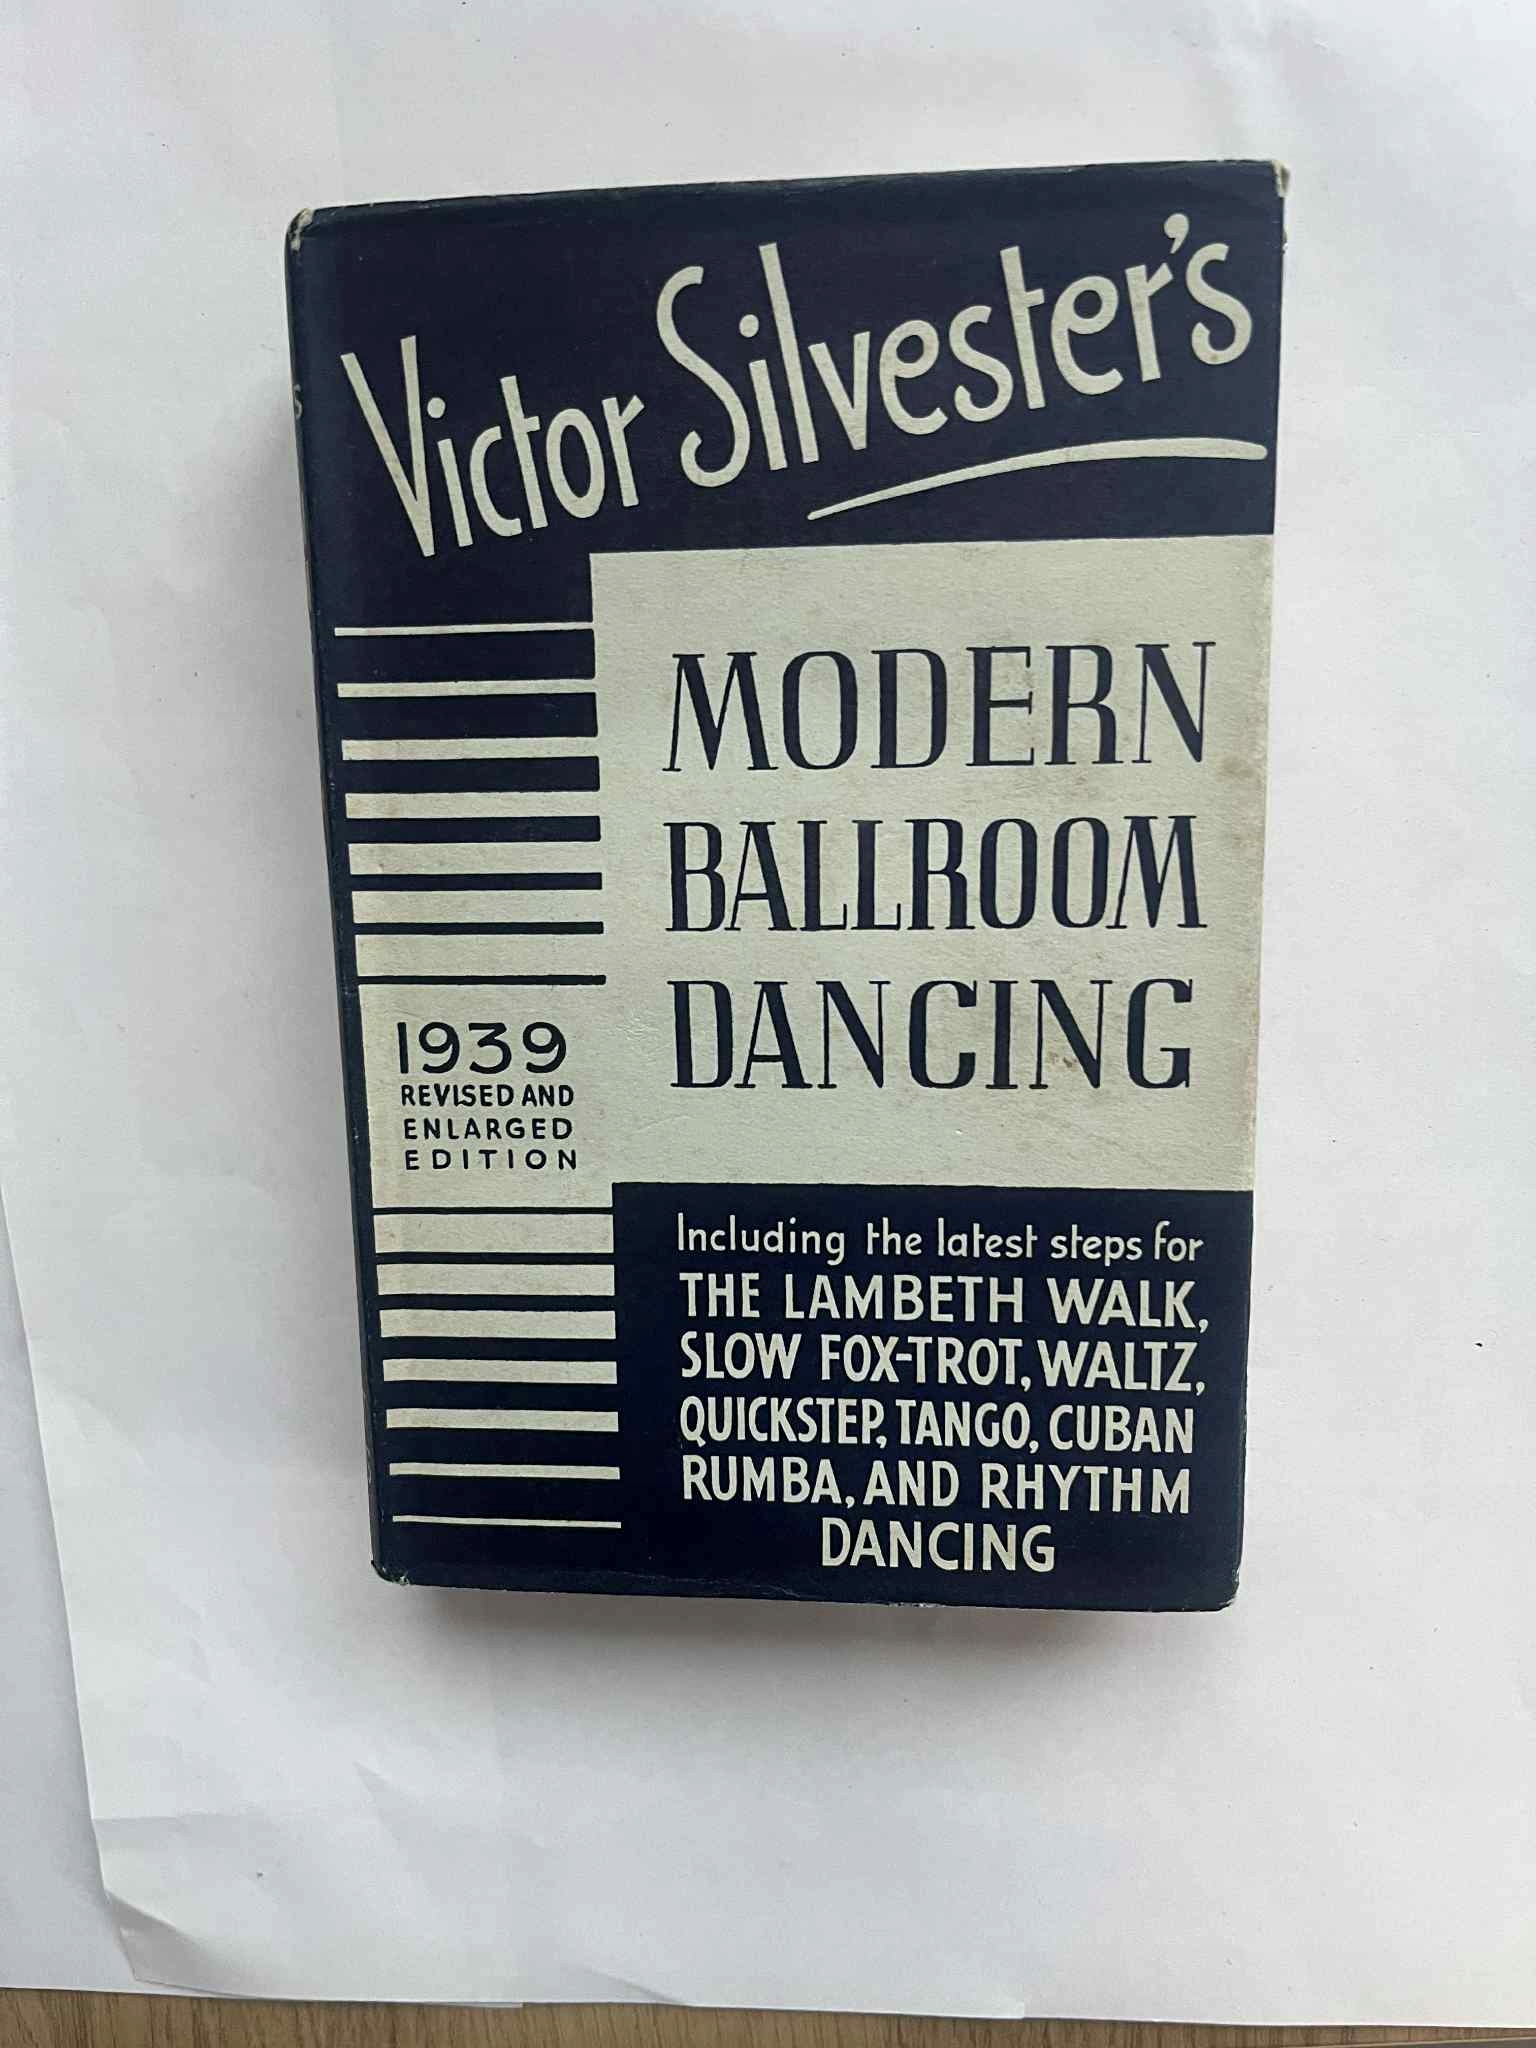 Victor Silvester's
MODERN
BALLROOM
DANCING
1939
REVISED AND
ENLARGED
EDITION
Including the latest steps for
THE LAMBETH WALK,
SLOW FOX-TROT, WALTZ,
QUICKSTEP, TANGO, CUBAN
RUMBA, AND RHYTHM
DANCING